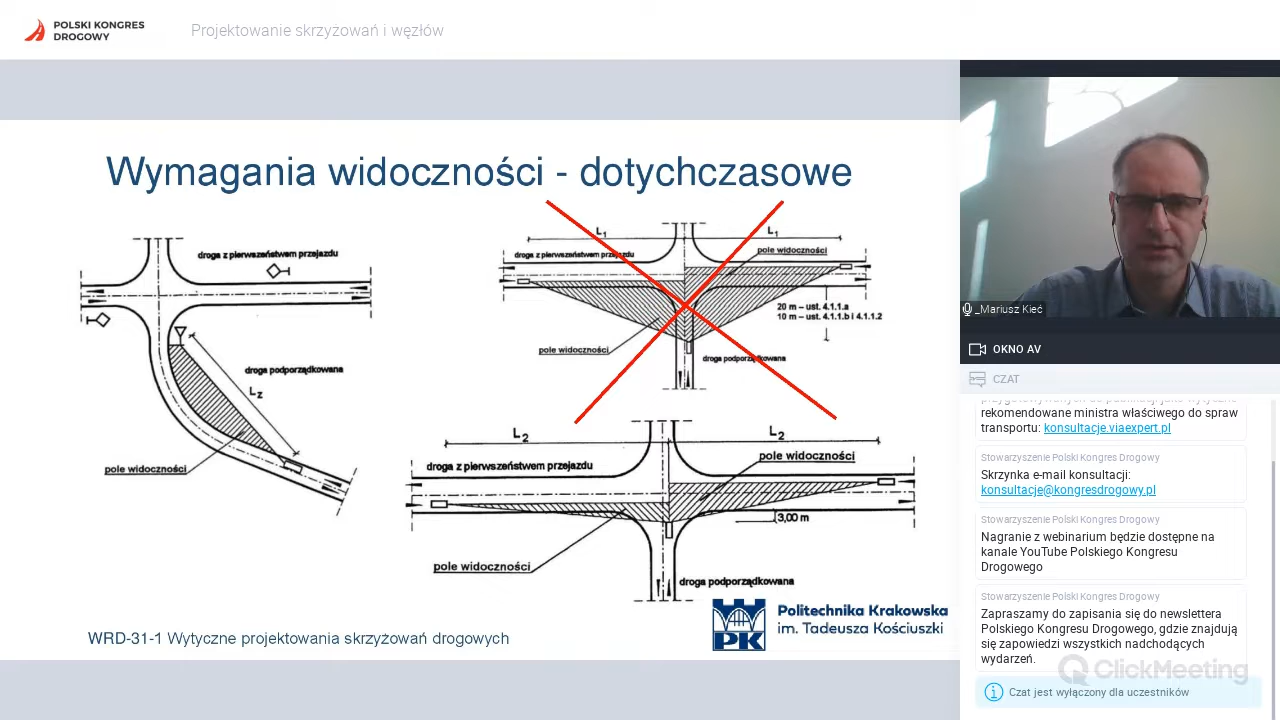 POLSKI KONGRES
DROGOWY
Projektowanie skrzyżowań i węzłów
Wymagania widoczności - dotychczasowe
droga z pierwszeństwem przejazdu
droga podporządkowana
Lz
pole widoczności
L1
L1
droga z pierwszeństwem przejazdu
pole widoczności
20 m – ust. 4.1.1.a
10 m – ust. 4.1.1.b i 4.1.1.2
pole widoczności
droga podporządkowana
L2
L2
droga z pierwszeństwem przejazdu
pole widoczności
3,00 m
pole widoczności
droga podporządkowana
WRD-31-1 Wytyczne projektowania skrzyżowań drogowych
PK
Politechnika Krakowska
im. Tadeusza Kościuszki
_Mariusz Kieć
OKNO AV
CZAT
rekomendowane ministra właściwego do spraw
transportu: konsultacje.viaexpert.pl
Stowarzyszenie Polski Kongres Drogowy
Skrzynka e-mail konsultacji:
konsultacje@kongresdrogowy.pl
Stowarzyszenie Polski Kongres Drogowy
Nagranie z webinarium będzie dostępne na
kanale YouTube Polskiego Kongresu
Drogowego
Stowarzyszenie Polski Kongres Drogowy
Zapraszamy do zapisania się do newslettera
Polskiego Kongresu Drogowego, gdzie znajdują
się zapowiedzi wszystkich nadchodzących
wydarzeń.
ClickMeeting
Czat jest wyłączony dla uczestników